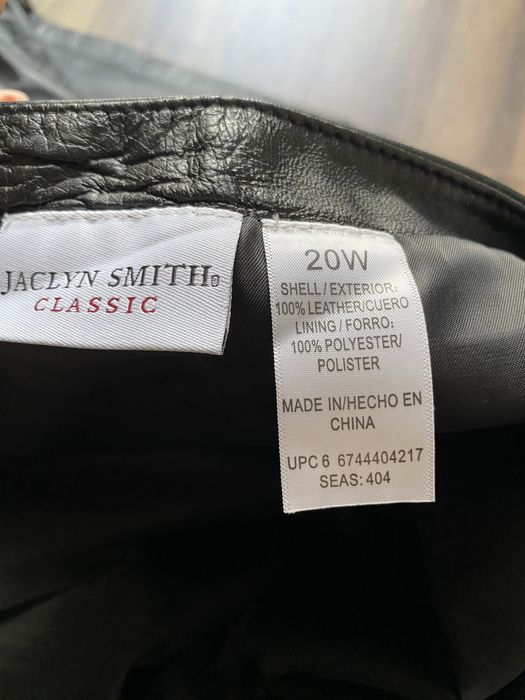 JACLYN SMITH®
CLASSIC
20W
SHELL/EXTERIOR:
100% LEATHER/CUERO
LINING/FORRO:
100% POLYESTER/
POLISTER
MADE IN/HECHO EN
CHINA
UPC 6 6744404217
SEAS: 404